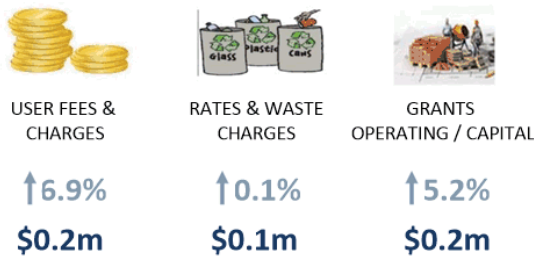 Glass
Plastic
Cans
USER FEES &
CHARGES
RATES & WASTE
CHARGES
GRANTS
OPERATING / CAPITAL
6.9%
0.1%
5.2%
$0.2m
$0.1m
$0.2m